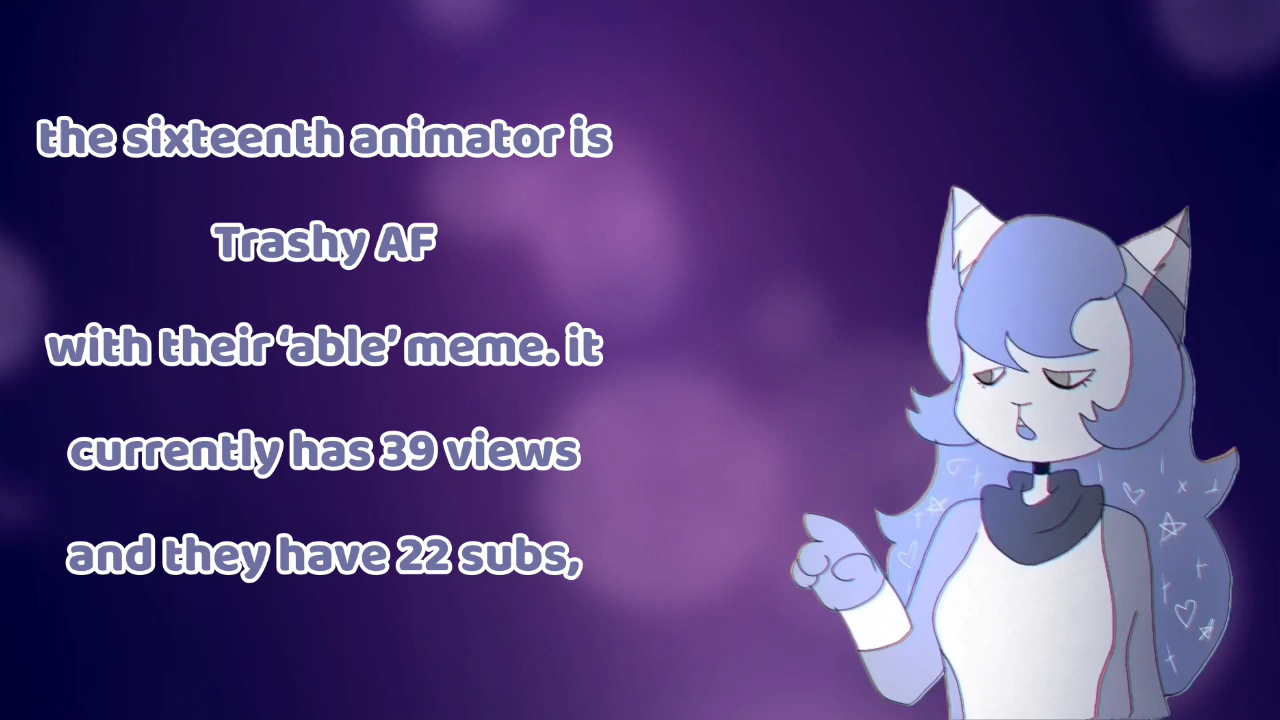 the sixteenth animator is
Trashy AF
with their ‘able’ meme. it
currently has 39 views
and they have 22 subs,